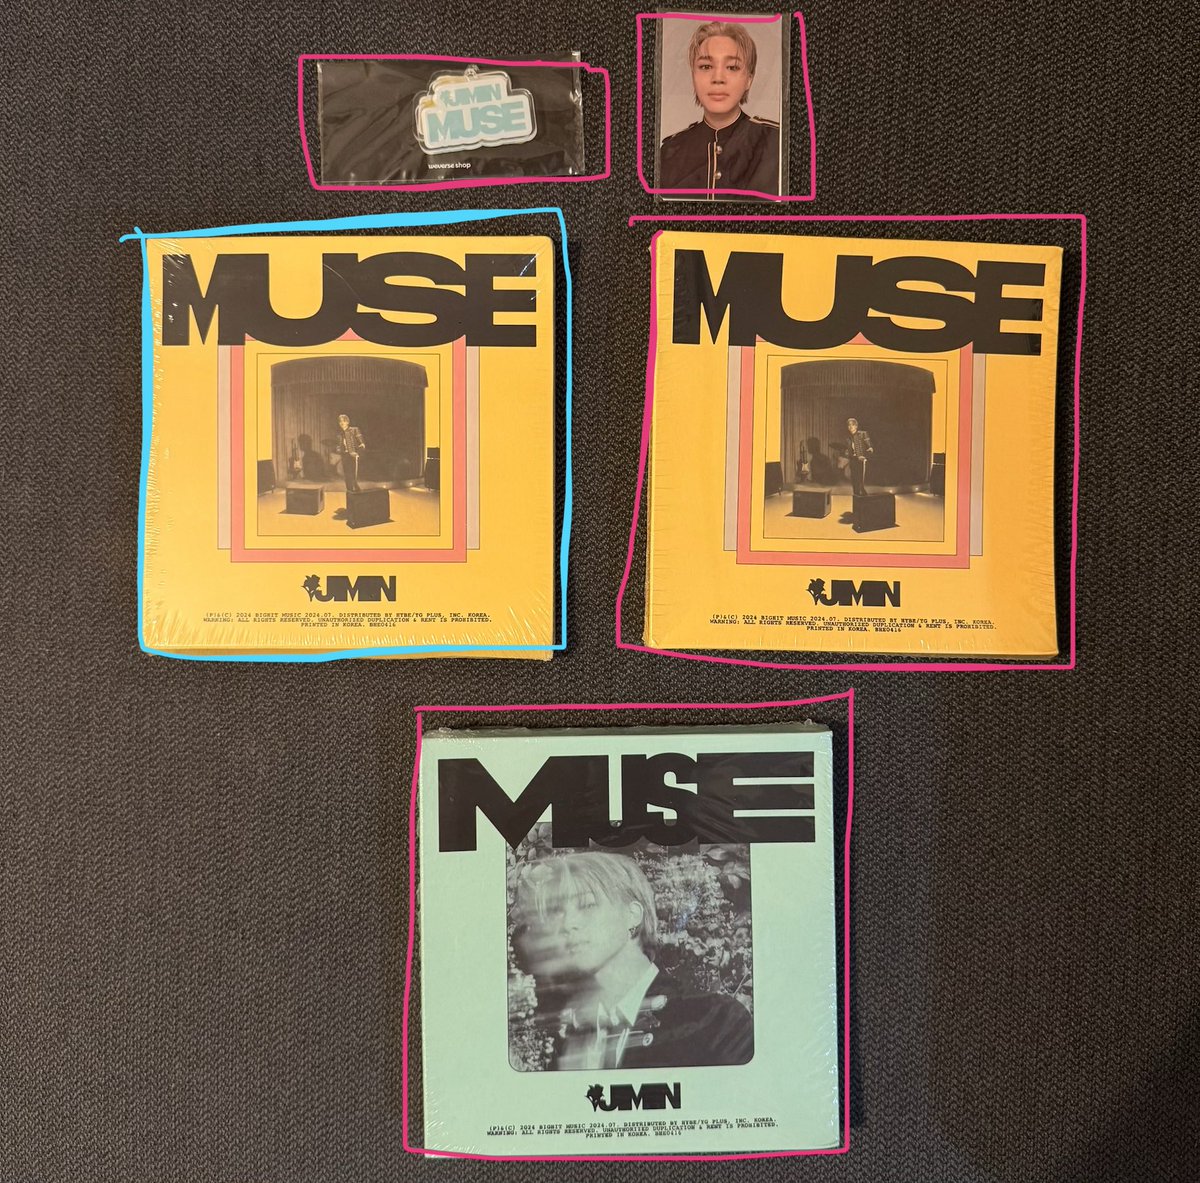 JIMIN
MUSE
weverse shop
MUSE
JIMIN
(P)&(C) 2024 BIGHIT MUSIC 2024.07. DISTRIBUTED BY HYBE/YG PLUS, INC. KOREA.
WARNING: ALL RIGHTS RESERVED. UNAUTHORIZED DUPLICATION & RENT IS PROHIBITED.
PRINTED IN KOREA. BHE0416
MUSE
JIMIN
(P)&(C) 2024 BIGHIT MUSIC 2024.07. DISTRIBUTED BY HYBE/YG PLUS, INC. KOREA.
WARNING: ALL RIGHTS RESERVED. UNAUTHORIZED DUPLICATION & RENT IS PROHIBITED.
PRINTED IN KOREA. BHE0416
MUSE
JIMIN
(P)&(C) 2024 BIGHIT MUSIC 2024.07. DISTRIBUTED BY HYBE/YG PLUS, INC. KOREA.
WARNING: ALL RIGHTS RESERVED. UNAUTHORIZED DUPLICATION & RENT IS PROHIBITED.
PRINTED IN KOREA. BHE0416